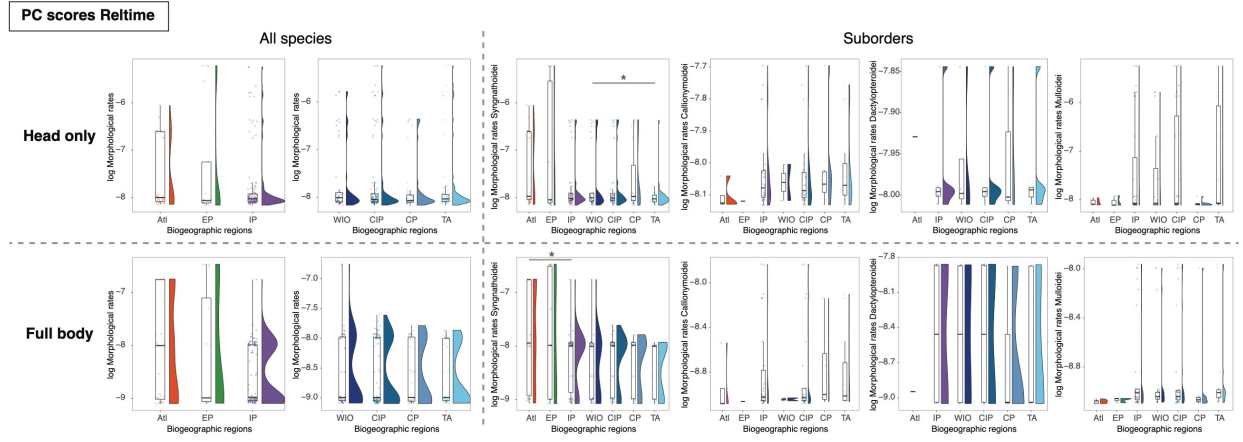 PC scores Reltime
All species
Suborders
Head only
log Morphological rates
−6
−7
−8
Atl EP IP
Biogeographic regions
log Morphological rates
−6
−7
−8
WIO CIP CP TA
Biogeographic regions
log Morphological rates Syngnathoidei
−6
−7
−8
*
Atl EP IP WIO CIP CP TA
Biogeographic regions
log Morphological rates Callionymoidei
−7.7
−7.8
−7.9
−8.0
−8.1
Atl EP IP WIO CIP CP TA
Biogeographic regions
log Morphological rates Dactylopteroidei
−7.85
−7.90
−7.95
−8.00
Atl IP WIO CIP CP TA
Biogeographic regions
log Morphological rates Mulloidei
−6
−7
−8
Atl EP IP WIO CIP CP TA
Biogeographic regions
Full body
log Morphological rates
−7
−8
−9
Atl EP IP
Biogeographic regions
log Morphological rates
−7.0
−7.5
−8.0
−8.5
−9.0
WIO CIP CP TA
Biogeographic regions
log Morphological rates Syngnathoidei
−7
−8
−9
*
Atl EP IP WIO CIP CP TA
Biogeographic regions
log Morphological rates Callionymoidei
−8.0
−8.4
−8.8
Atl EP IP WIO CIP CP TA
Biogeographic regions
log Morphological rates Dactylopteroidei
−7.8
−8.1
−8.4
−8.7
−9.0
Atl IP WIO CIP CP TA
Biogeographic regions
log Morphological rates Mulloidei
−8.0
−8.4
−8.8
Atl EP IP WIO CIP CP TA
Biogeographic regions